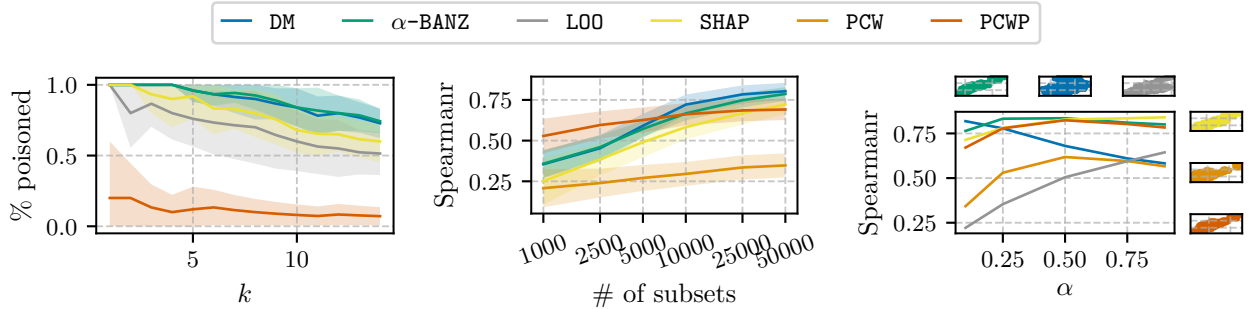 DM α-BANZ LOO SHAP PCW PCWP
% poisoned
1.0
0.5
0.0
5 10
k
Spearmanr
0.75
0.50
0.25
1000 2500 5000 10000 25000 50000
# of subsets
Spearmanr
0.75
0.50
0.25
0.25 0.50 0.75
α